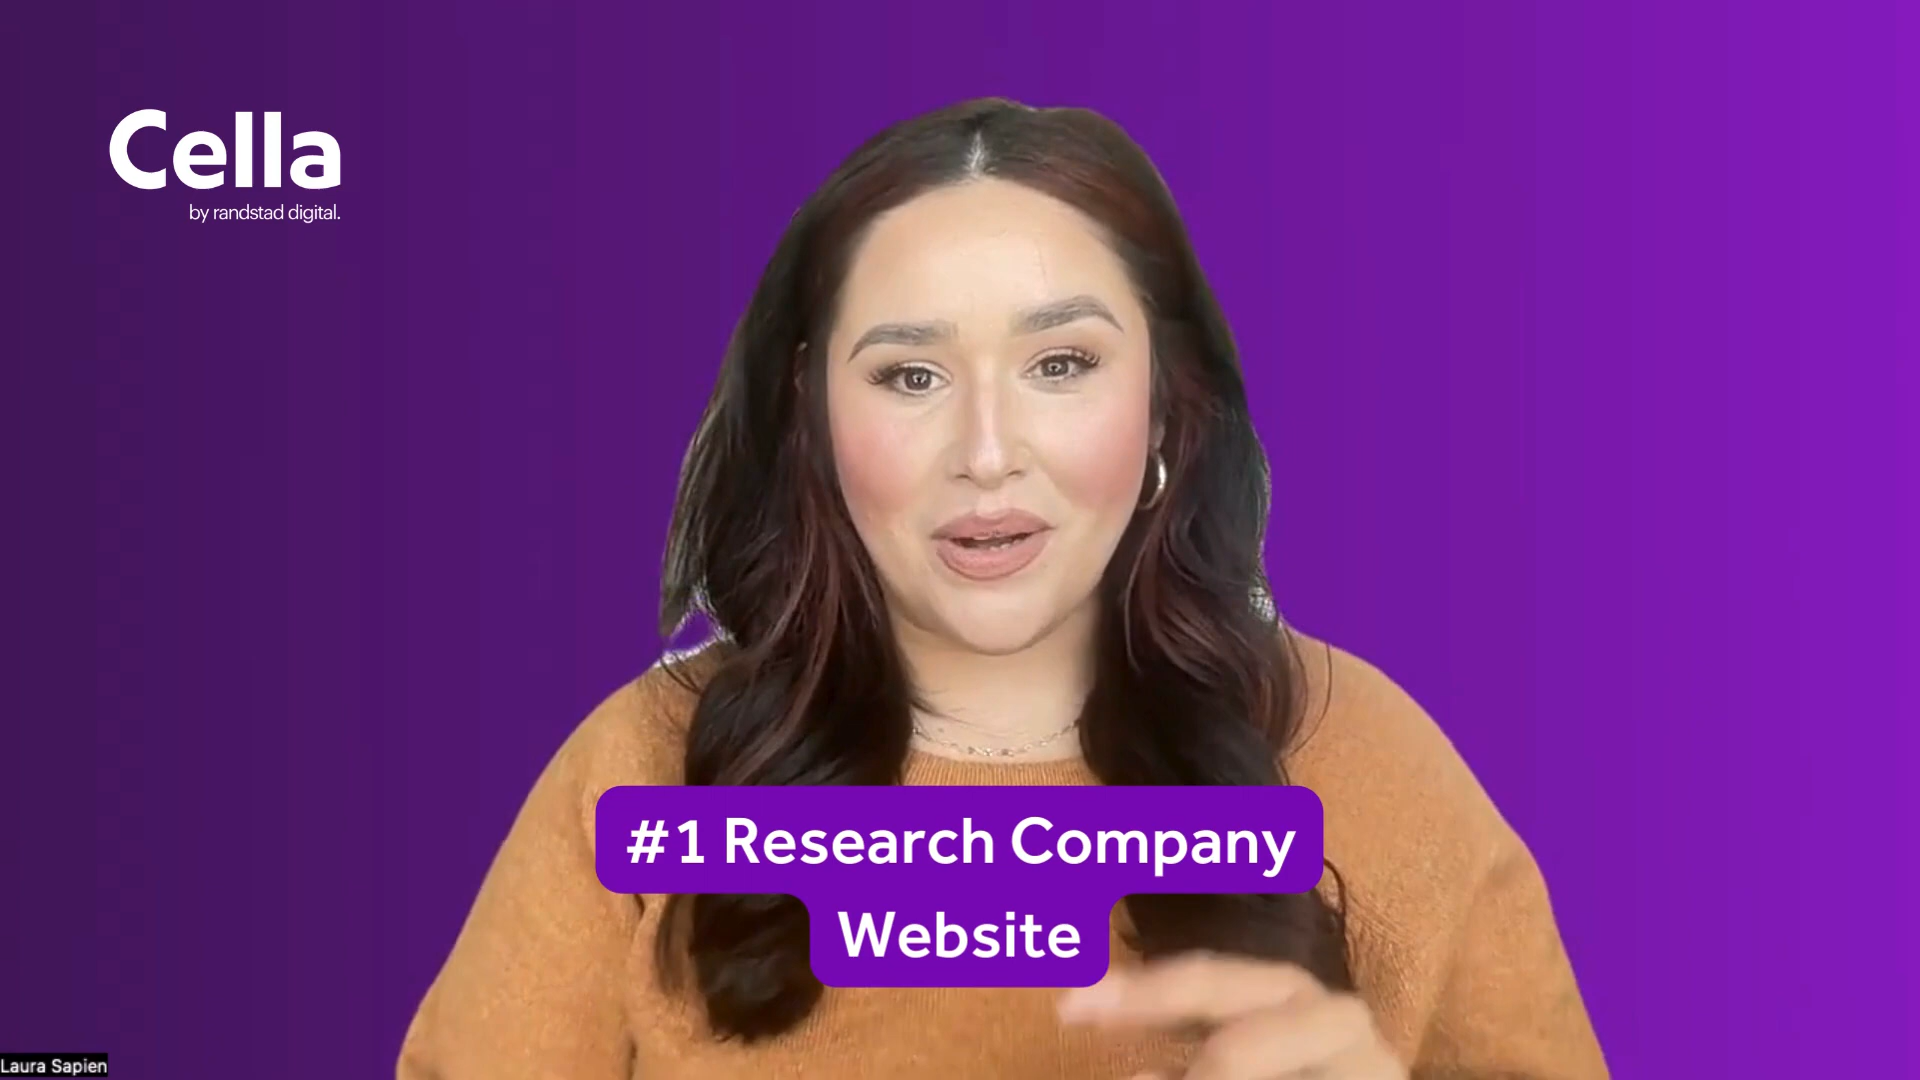 Cella
by randstad digital.
#1 Research Company
Website
Laura Sapien